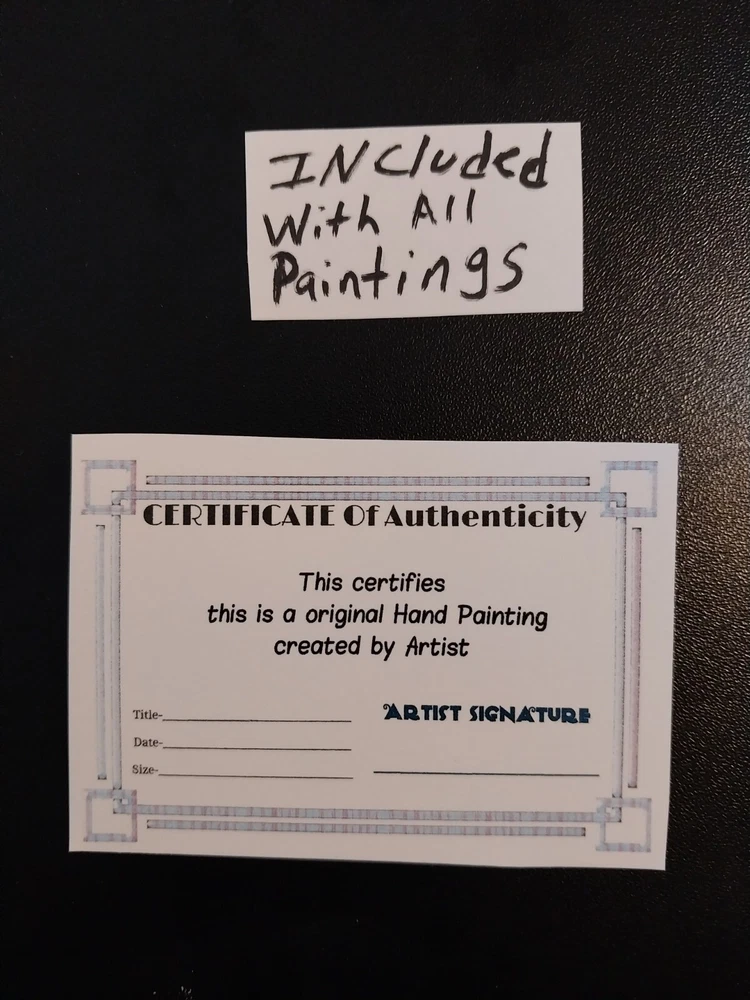 INCluded
With All
Paintings
CERTIFICATE Of Authenticity
This certifies
this is a original Hand Painting
created by Artist
Title-
Date-
Size-
ARTIST SIGNATURE